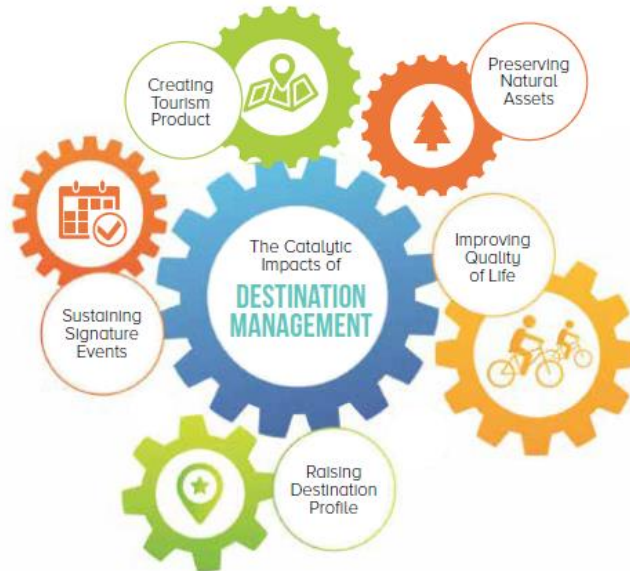 Creating
Tourism
Product
Preserving
Natural
Assets
The Catalytic
Impacts of
DESTINATION
MANAGEMENT
Improving
Quality
of Life
Sustaining
Signature
Events
Raising
Destination
Profile